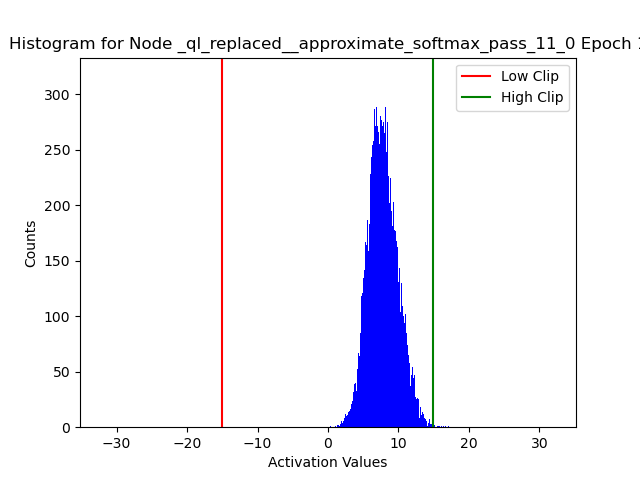 Histogram for Node _ql_replaced__approximate_softmax_pass_11_0 Epoch
Low Clip
High Clip
300
250
200
150
100
50
0
Counts
−30
−20
−10
0
10
20
30
Activation Values